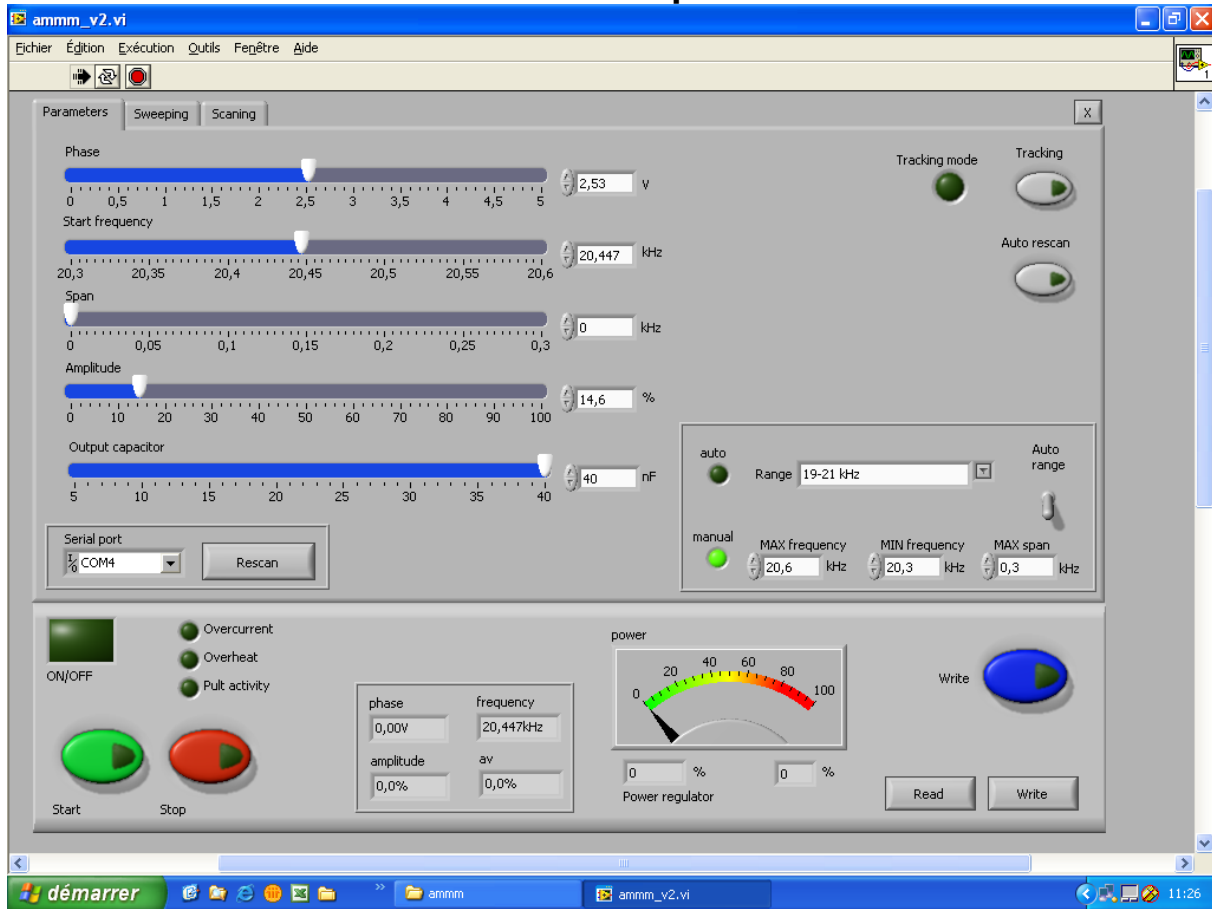 ammm_v2.vi
Fichier Édition Exécution Outils Fenêtre Aide
1
Parameters Sweeping Scaning X
Phase
0 0,5 1 1,5 2 2,5 3 3,5 4 4,5 5
2,53 V
Start frequency
20,3 20,35 20,4 20,45 20,5 20,55 20,6
20,447 kHz
Span
0 0,05 0,1 0,15 0,2 0,25 0,3
0 kHz
Amplitude
0 10 20 30 40 50 60 70 80 90 100
14,6 %
Output capacitor
5 10 15 20 25 30 35 40
40 nF
Tracking mode Tracking
Auto rescan
auto Range 19-21 kHz Auto
range
manual MAX frequency MIN frequency MAX span
20,6 kHz 20,3 kHz 0,3 kHz
Serial port
COM4 Rescan
ON/OFF
Overcurrent
Overheat
Pult activity
Start Stop
phase frequency
0,00V 20,447kHz
amplitude av
0,0% 0,0%
power
0 20 40 60 80 100
0 % 0 %
Power regulator
Write
Read Write
démarrer ammm ammm_v2.vi 11:26